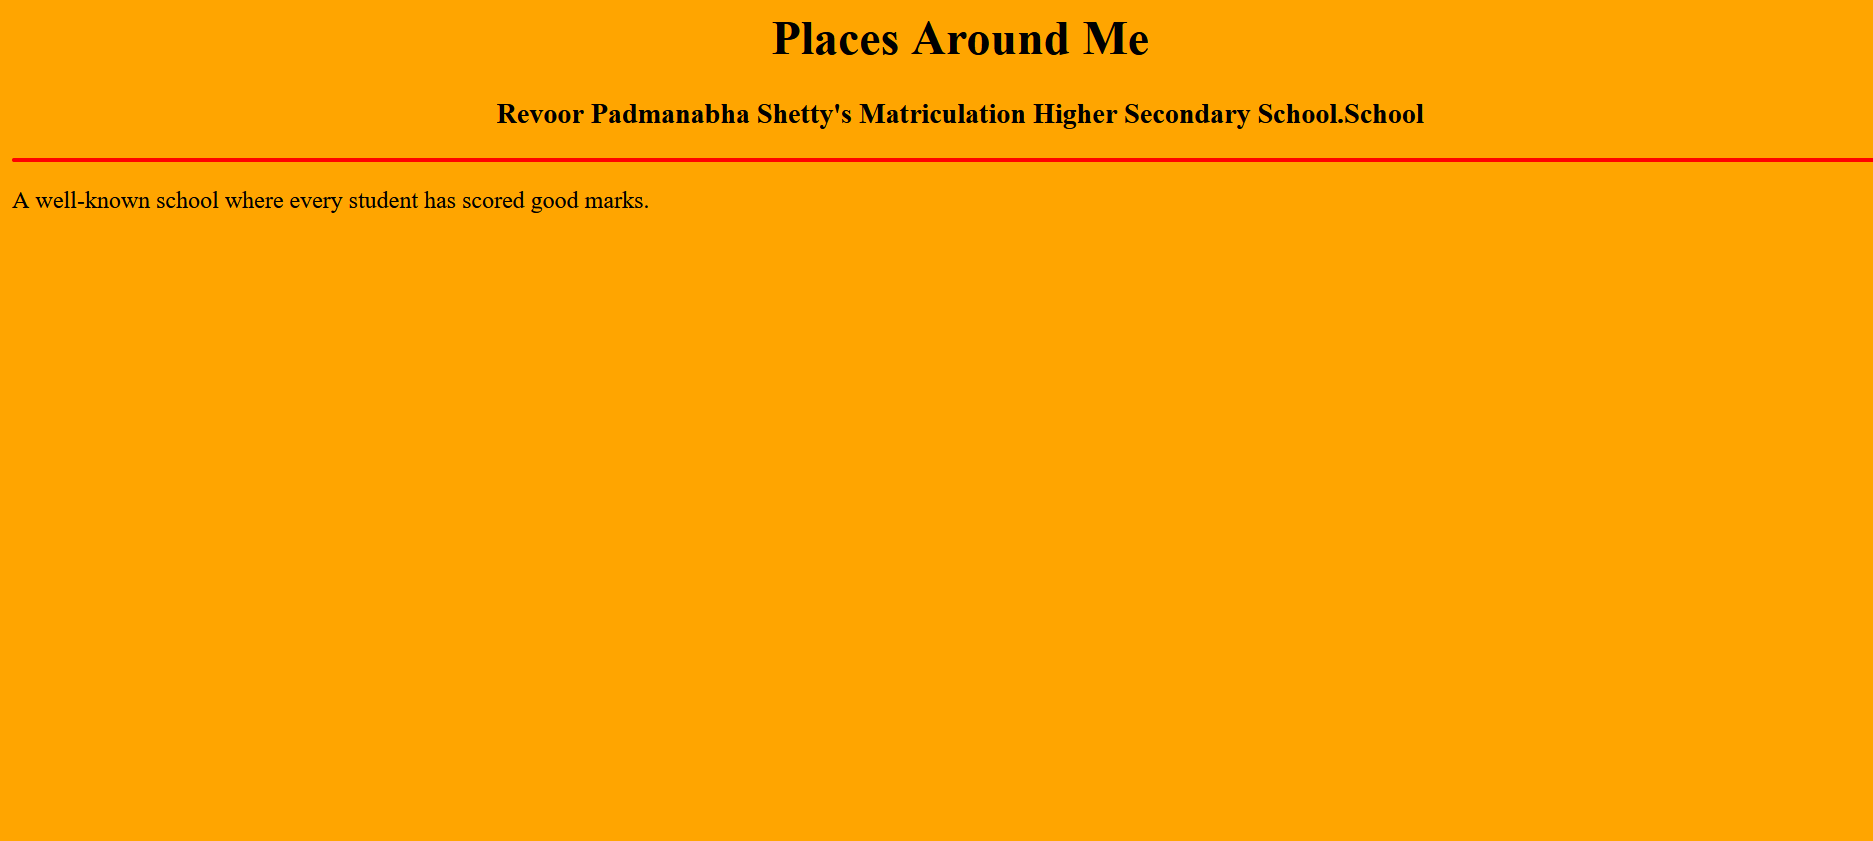 Places Around Me
Revoor Padmanabha Shetty's Matriculation Higher Secondary School.School
A well-known school where every student has scored good marks.